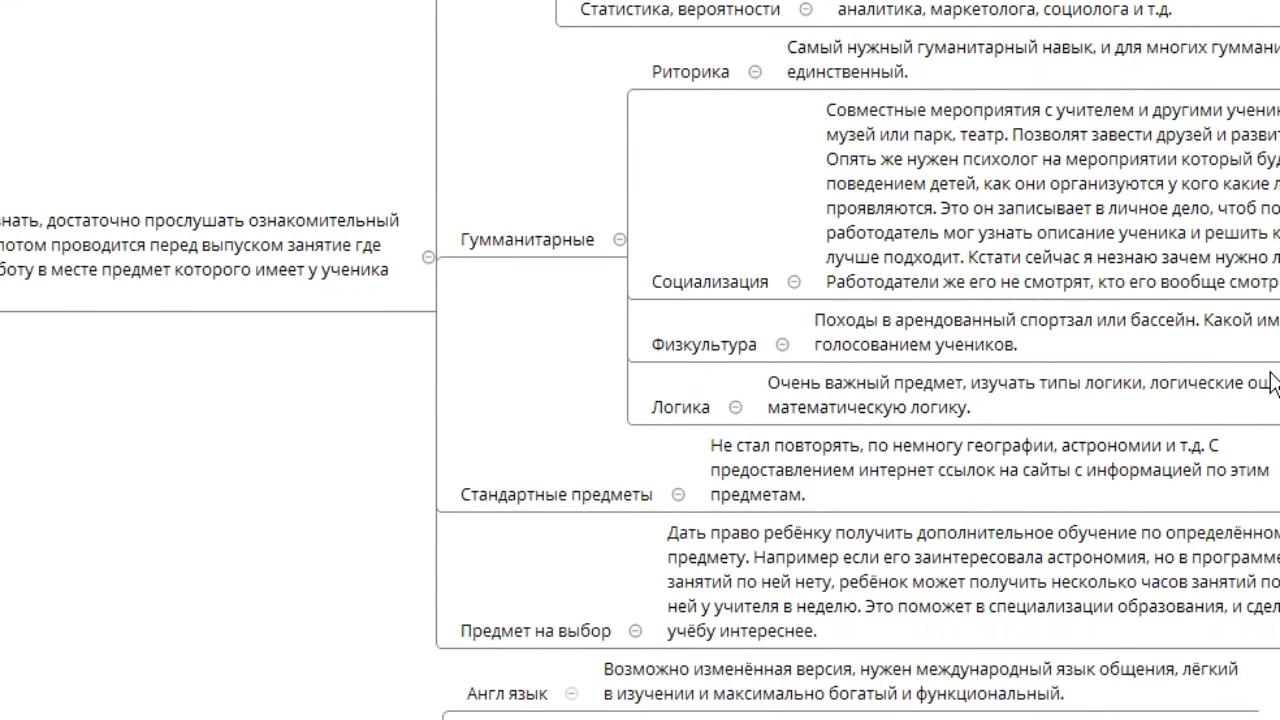 Статистика, вероятности
аналитика, маркетолога, социолога и т.д.
Самый нужный гуманитарный навык, и для многих гуммани
Риторика
единственный.
Совместные мероприятия с учителем и другими ученик
музей или парк, театр. Позволят завести друзей и развит
Опять же нужен психолог на мероприятии который буд
поведением детей, как они организуются у кого какие л
проявляются. Это он записывает в личное дело, чтоб по
работодатель мог узнать описание ученика и решить к
лучше подходит. Кстати сейчас я незнаю зачем нужно л
Социализация
Работодатели же его не смотрят, кто его вообще смотр
знать, достаточно прослушать ознакомительный
потом проводится перед выпуском занятие где
боту в месте предмет которого имеет у ученика
Гумманитарные
Походы в арендованный спортзал или бассейн. Какой им
Физкультура
голосованием учеников.
Очень важный предмет, изучать типы логики, логические ош
Логика
математическую логику.
Не стал повторять, по немногу географии, астрономии и т.д. С
предоставлением интернет ссылок на сайты с информацией по этим
Стандартные предметы
предметам.
Дать право ребёнку получить дополнительное обучение по определённом
предмету. Например если его заинтересовала астрономия, но в программе
занятий по ней нету, ребёнок может получить несколько часов занятий по
ней у учителя в неделю. Это поможет в специализации образования, и сдел
Предмет на выбор
учёбу интереснее.
Возможно изменённая версия, нужен международный язык общения, лёгкий
Англ язык
в изучении и максимально богатый и функциональный.